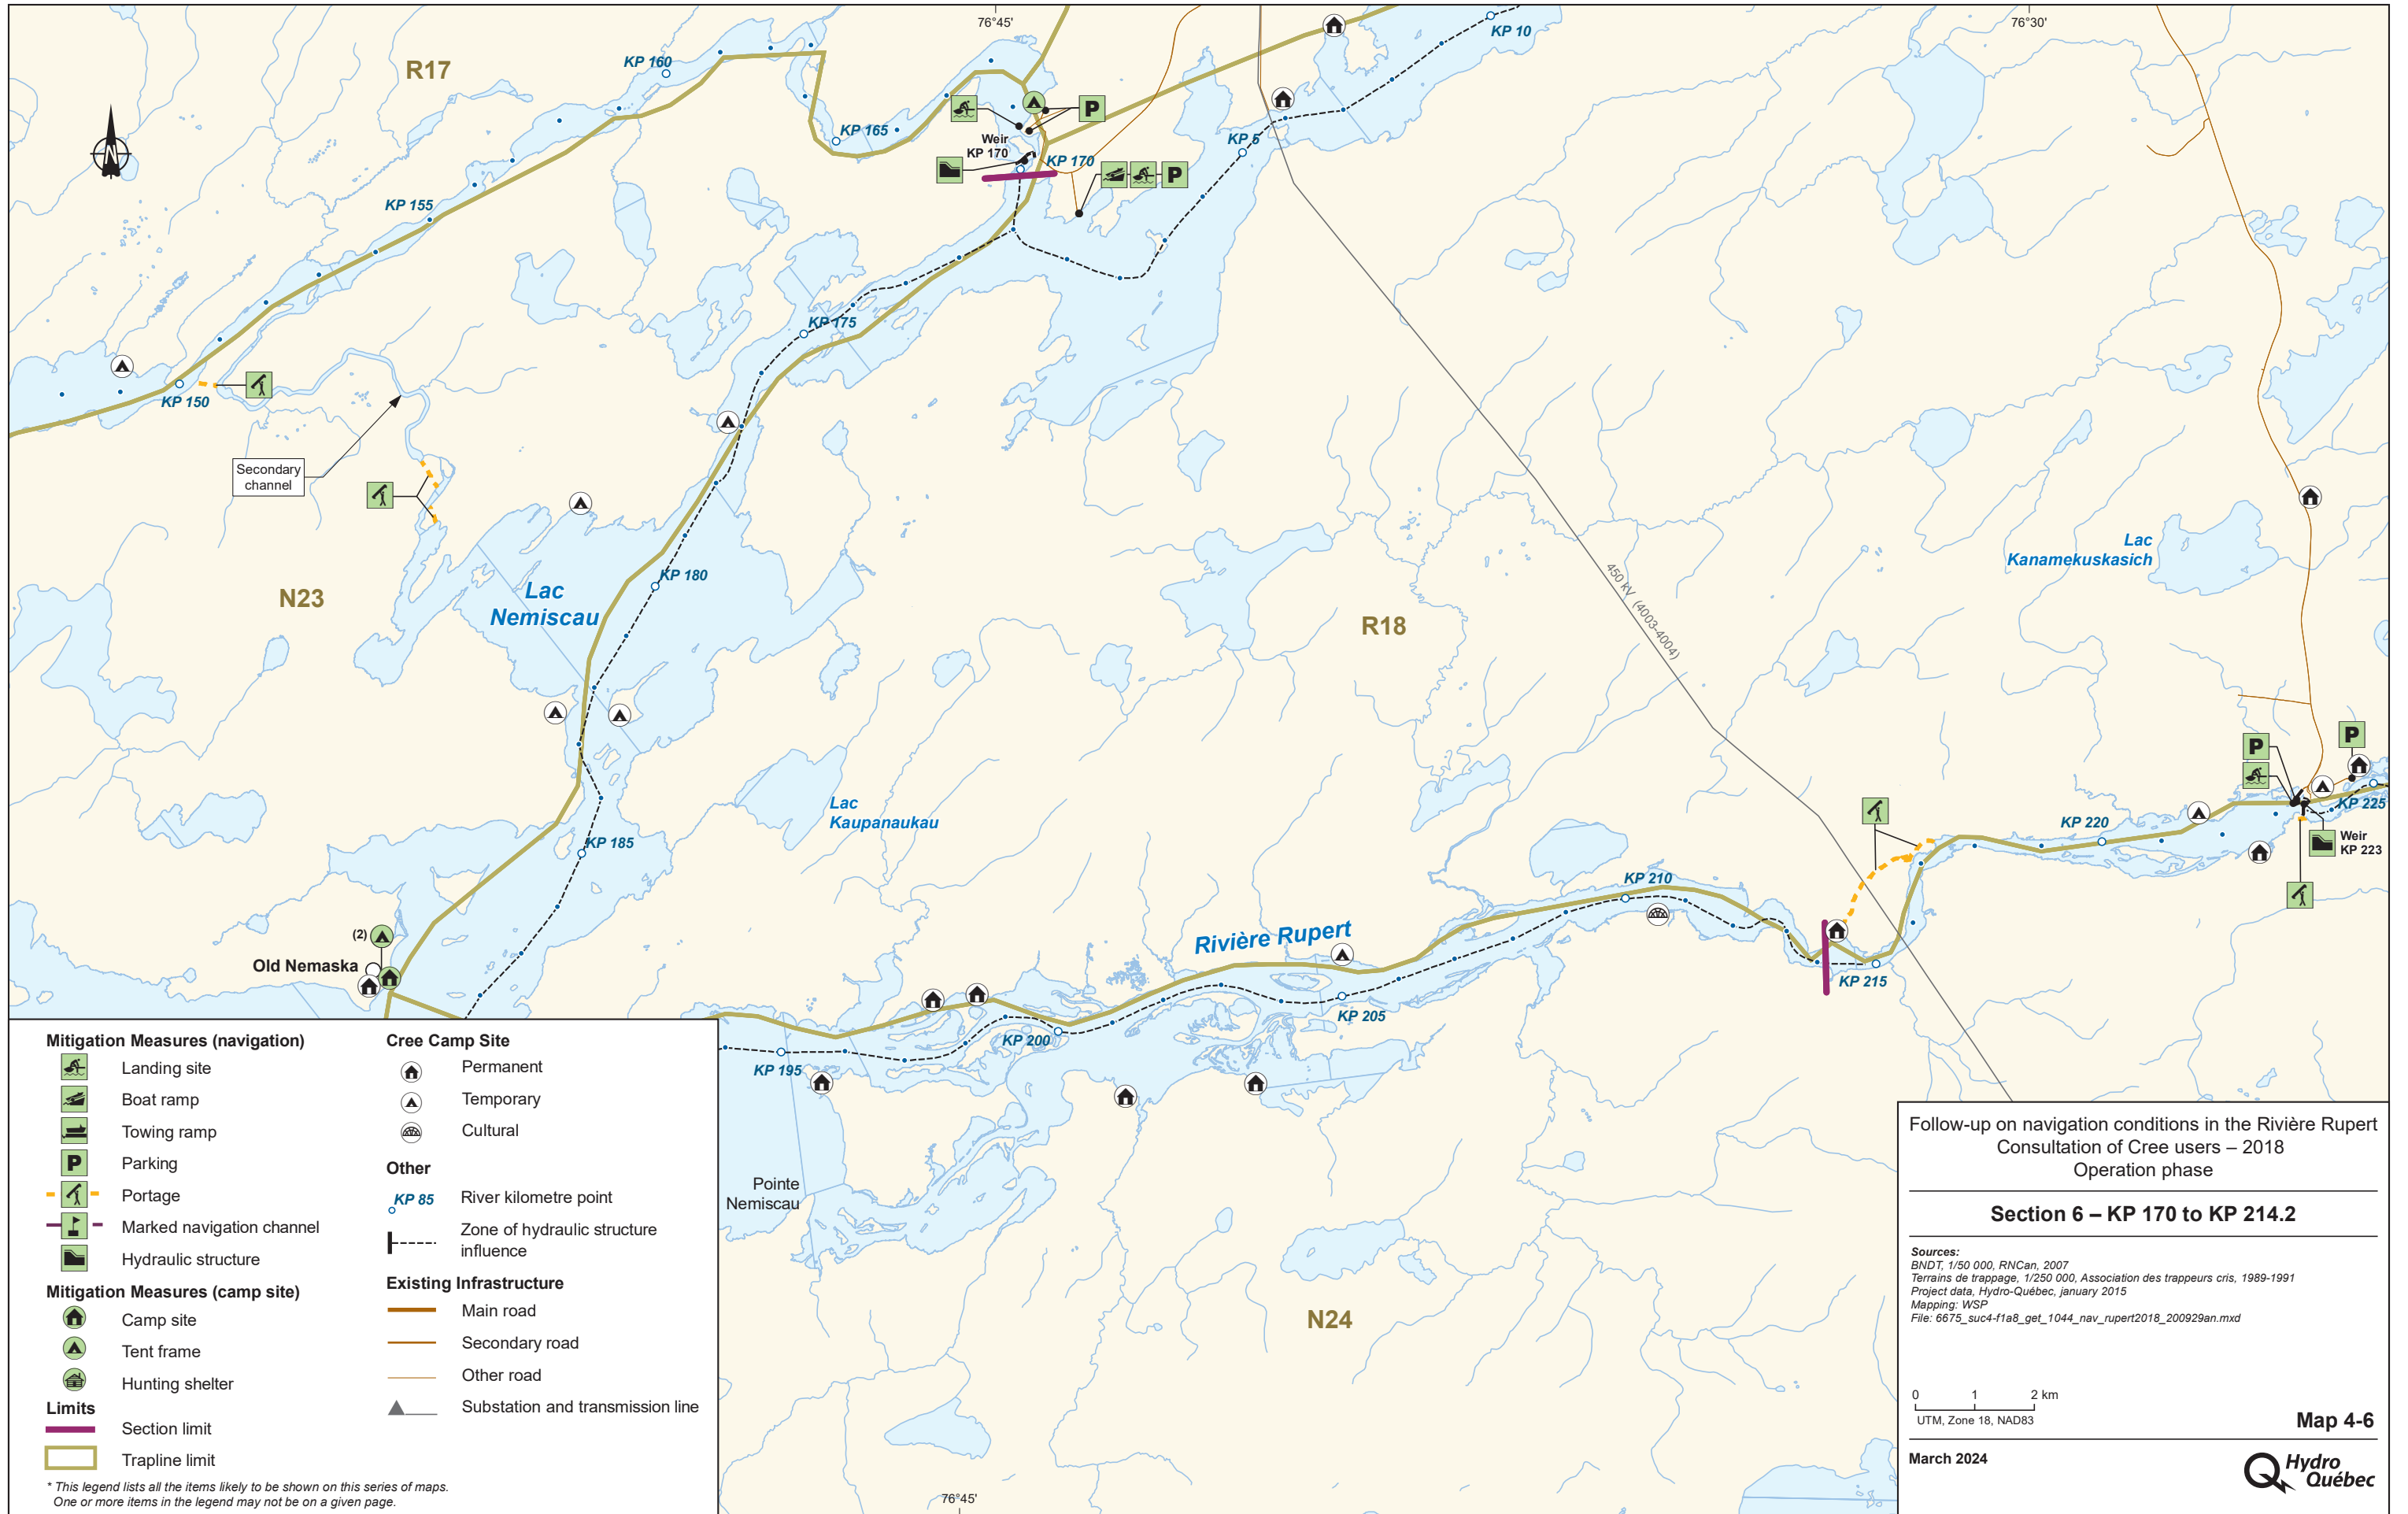 76°45'
76°30'
KP 10
R17
KP 160
KP 165
P
Weir
KP 170
KP 170
P
KP 5
KP 155
KP 175
KP 150
Secondary
channel
Lac
Nemiscau
KP 180
N23
R18
450 kV (4003-4004)
Lac
Kanamekuskasich
P
P
KP 225
Weir
KP 223
KP 220
Lac
Kaupanaukau
KP 185
KP 210
(2)
Old Nemaska
Rivière Rupert
KP 215
KP 205
KP 200
KP 195
Pointe
Nemiscau
N24
76°45'
Mitigation Measures (navigation)
Landing site
Boat ramp
Towing ramp
P Parking
Portage
Marked navigation channel
Hydraulic structure
Mitigation Measures (camp site)
Camp site
Tent frame
Hunting shelter
Limits
Section limit
Trapline limit
Cree Camp Site
Permanent
Temporary
Cultural
Other
KP 85 River kilometre point
Zone of hydraulic structure
influence
Existing Infrastructure
Main road
Secondary road
Other road
Substation and transmission line
* This legend lists all the items likely to be shown on this series of maps.
One or more items in the legend may not be on a given page.
Follow-up on navigation conditions in the Rivière Rupert
Consultation of Cree users – 2018
Operation phase
Section 6 – KP 170 to KP 214.2
Sources:
BNDT, 1/50 000, RNCan, 2007
Terrains de trappage, 1/250 000, Association des trappeurs cris, 1989-1991
Project data, Hydro-Québec, january 2015
Mapping: WSP
File: 6675_suc4-f1a8_get_1044_nav_rupert2018_200929an.mxd
0 1 2 km
UTM, Zone 18, NAD83
Map 4-6
March 2024
Hydro
Québec
N